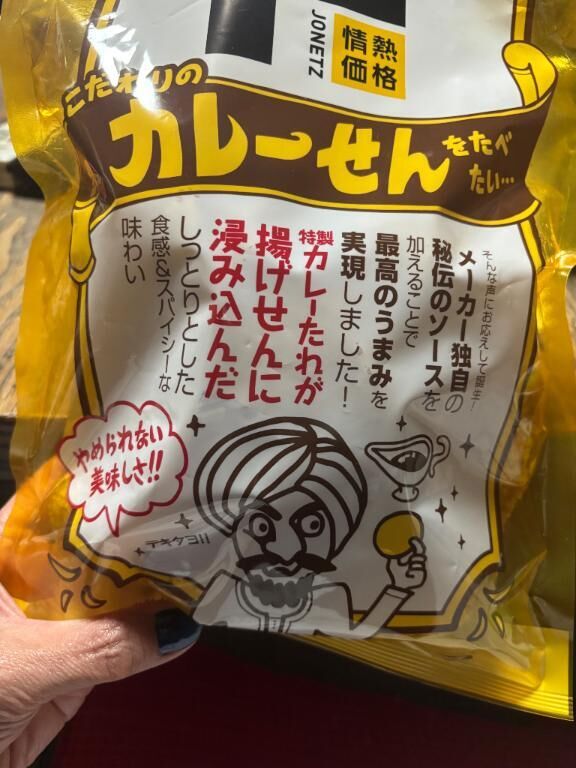 情熱
価格
JONETZ
こだわりの
カレーせん
をたべ
たい…
そんな声にお応えして誕生!
メーカー独自の
秘伝のソースを
加えることで
最高のうまみを
実現しました!
特製カレーたれが
揚げせんに
浸み込んだ
しっとりとした
食感&スパイシーな
味わい
やめられない
美味しさ!!
デキタヨ!!